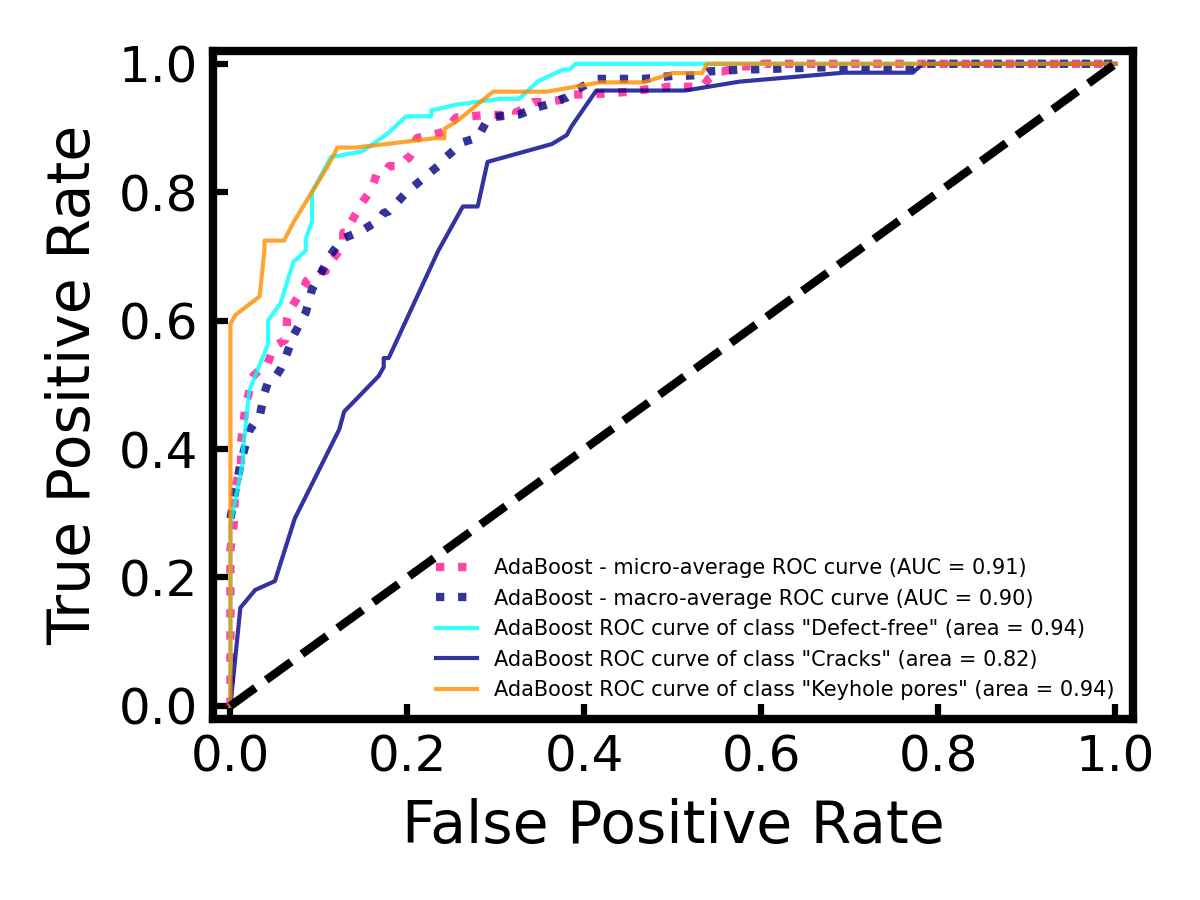 1.0
0.8
0.6
0.4
0.2
0.0
True Positive Rate
AdaBoost - micro-average ROC curve (AUC = 0.91)
AdaBoost - macro-average ROC curve (AUC = 0.90)
AdaBoost ROC curve of class "Defect-free" (area = 0.94)
AdaBoost ROC curve of class "Cracks" (area = 0.82)
AdaBoost ROC curve of class "Keyhole pores" (area = 0.94)
0.0 0.2 0.4 0.6 0.8 1.0
False Positive Rate